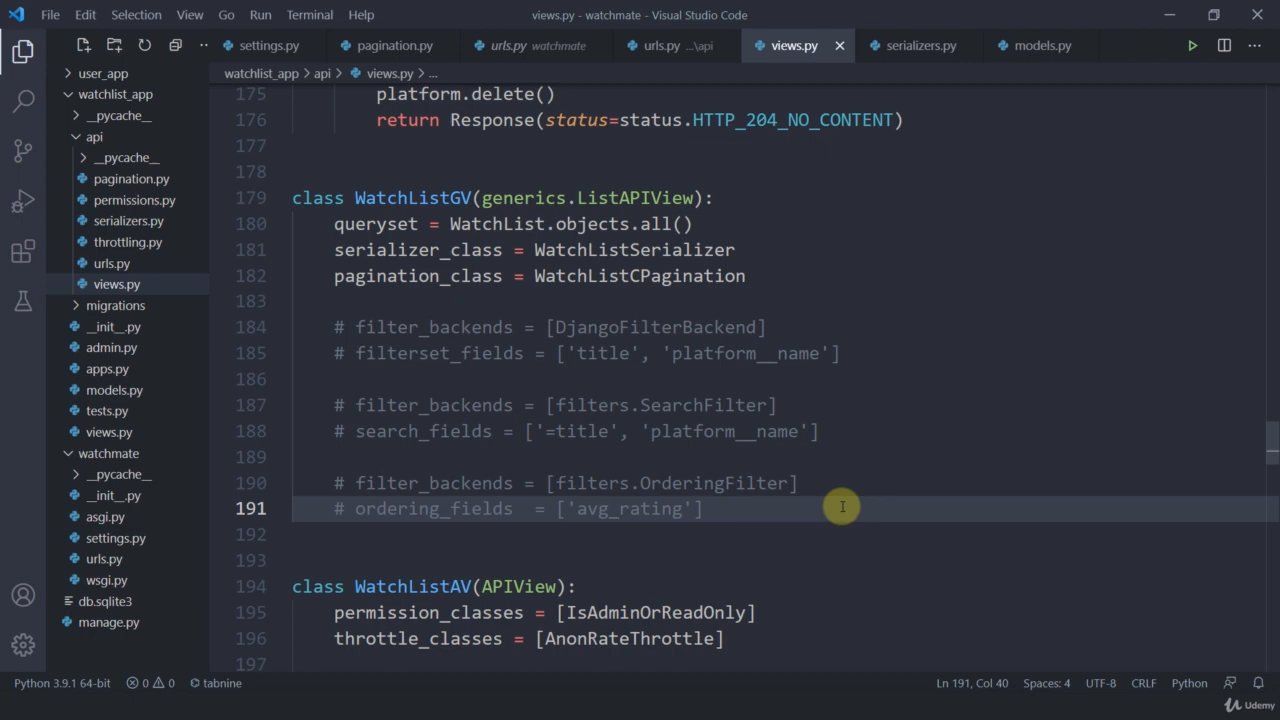 File Edit Selection View Go Run Terminal Help
views.py - watchmate - Visual Studio Code
settings.py
pagination.py
urls.py watchmate
urls.py ...\api
views.py
serializers.py
models.py
user_app
watchlist_app
__pycache__
api
__pycache__
pagination.py
permissions.py
serializers.py
throttling.py
urls.py
views.py
migrations
__init__.py
admin.py
apps.py
models.py
tests.py
views.py
watchmate
__pycache__
__init__.py
asgi.py
settings.py
urls.py
wsgi.py
db.sqlite3
manage.py
watchlist_app > api > views.py > ...
175 platform.delete()
176 return Response(status=status.HTTP_204_NO_CONTENT)
177
178
179 class WatchListGV(generics.ListAPIView):
180 queryset = WatchList.objects.all()
181 serializer_class = WatchListSerializer
182 pagination_class = WatchListCPagination
183
184 # filter_backends = [DjangoFilterBackend]
185 # filterset_fields = ['title', 'platform__name']
186
187 # filter_backends = [filters.SearchFilter]
188 # search_fields = ['=title', 'platform__name']
189
190 # filter_backends = [filters.OrderingFilter]
191 # ordering_fields  = ['avg_rating']
192
193
194 class WatchListAV(APIView):
195 permission_classes = [IsAdminOrReadOnly]
196 throttle_classes = [AnonRateThrottle]
197
Python 3.9.1 64-bit 0 0 tabnine
Ln 191, Col 40 Spaces: 4 UTF-8 CRLF Python
Udemy